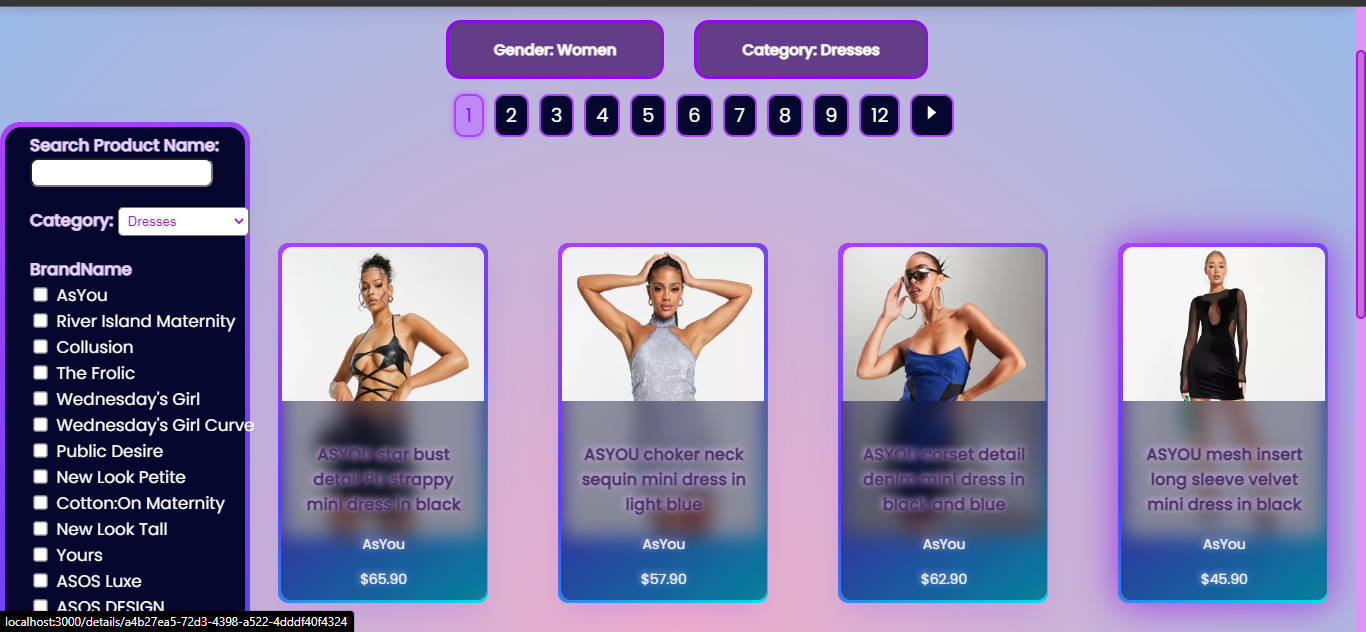 Gender: Women
Category: Dresses
1 2 3 4 5 6 7 8 9 12
Search Product Name:
Category: Dresses
BrandName
AsYou
River Island Maternity
Collusion
The Frolic
Wednesday's Girl
Wednesday's Girl Curve
Public Desire
New Look Petite
Cotton:On Maternity
New Look Tall
Yours
ASOS Luxe
ASOS DESIGN
ASYOU star bust
detail PU strappy
mini dress in black
AsYou
$65.90
ASYOU choker neck
sequin mini dress in
light blue
AsYou
$57.90
ASYOU corset detail
denim mini dress in
black and blue
AsYou
$62.90
ASYOU mesh insert
long sleeve velvet
mini dress in black
AsYou
$45.90
localhost:3000/details/a4b27ea5-72d3-4398-a522-4dddf40f4324